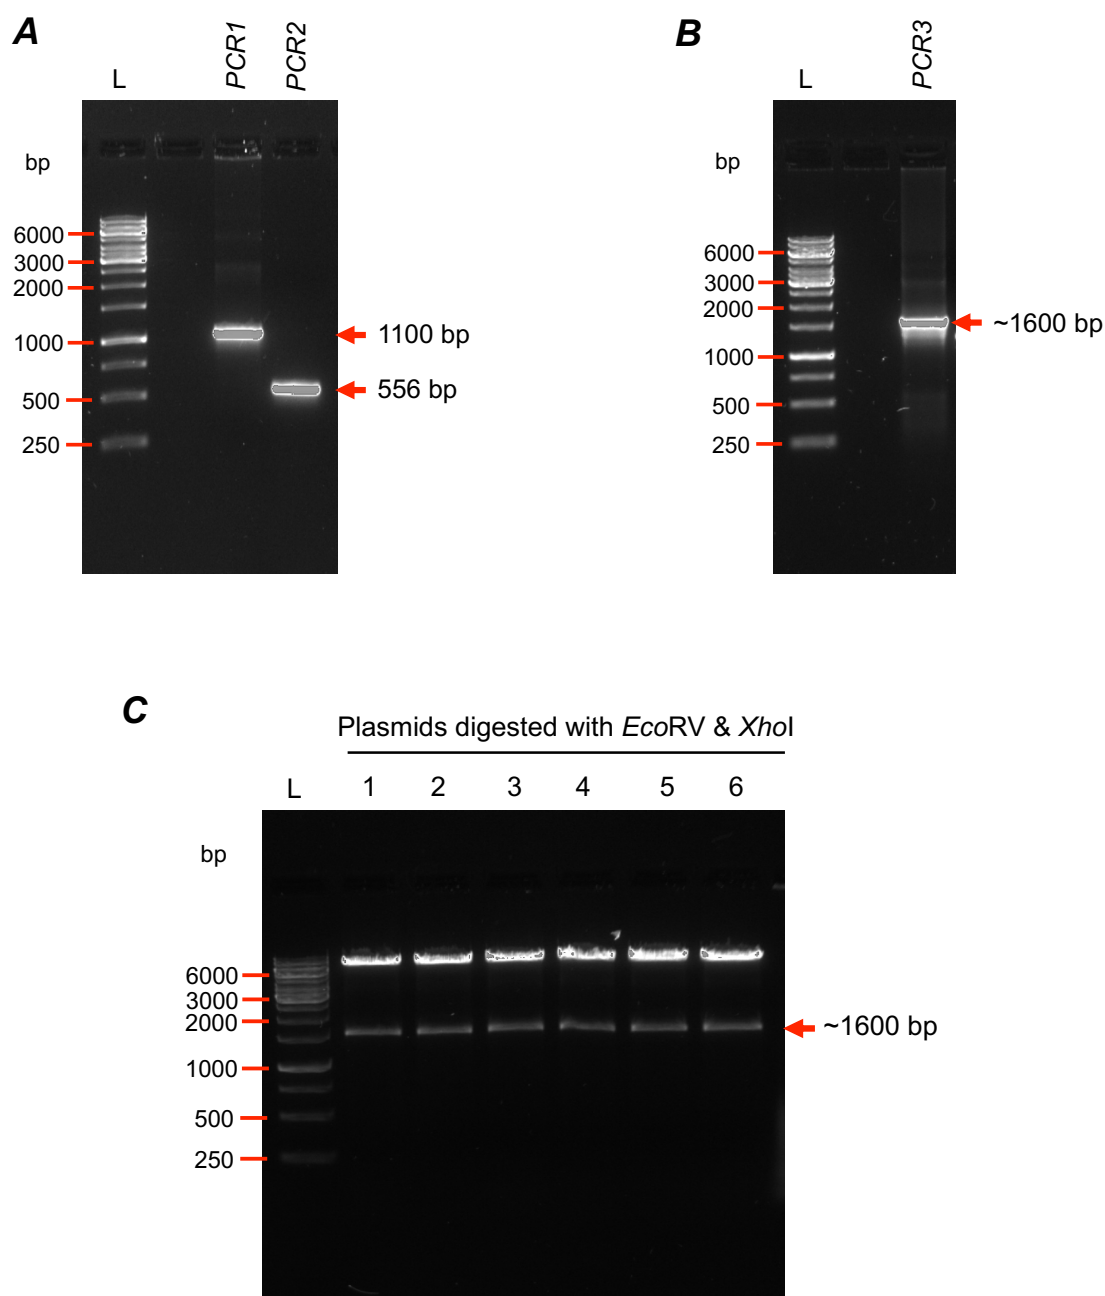 A
B
PCR1
PCR2
PCR3
L
L
bp
bp
6000
3000
2000
1000
500
250
1100 bp
556 bp
6000
3000
2000
1000
500
250
~1600 bp
C
Plasmids digested with EcoRV & XhoI
L
1 2 3 4 5 6
bp
6000
3000
2000
1000
500
250
~1600 bp